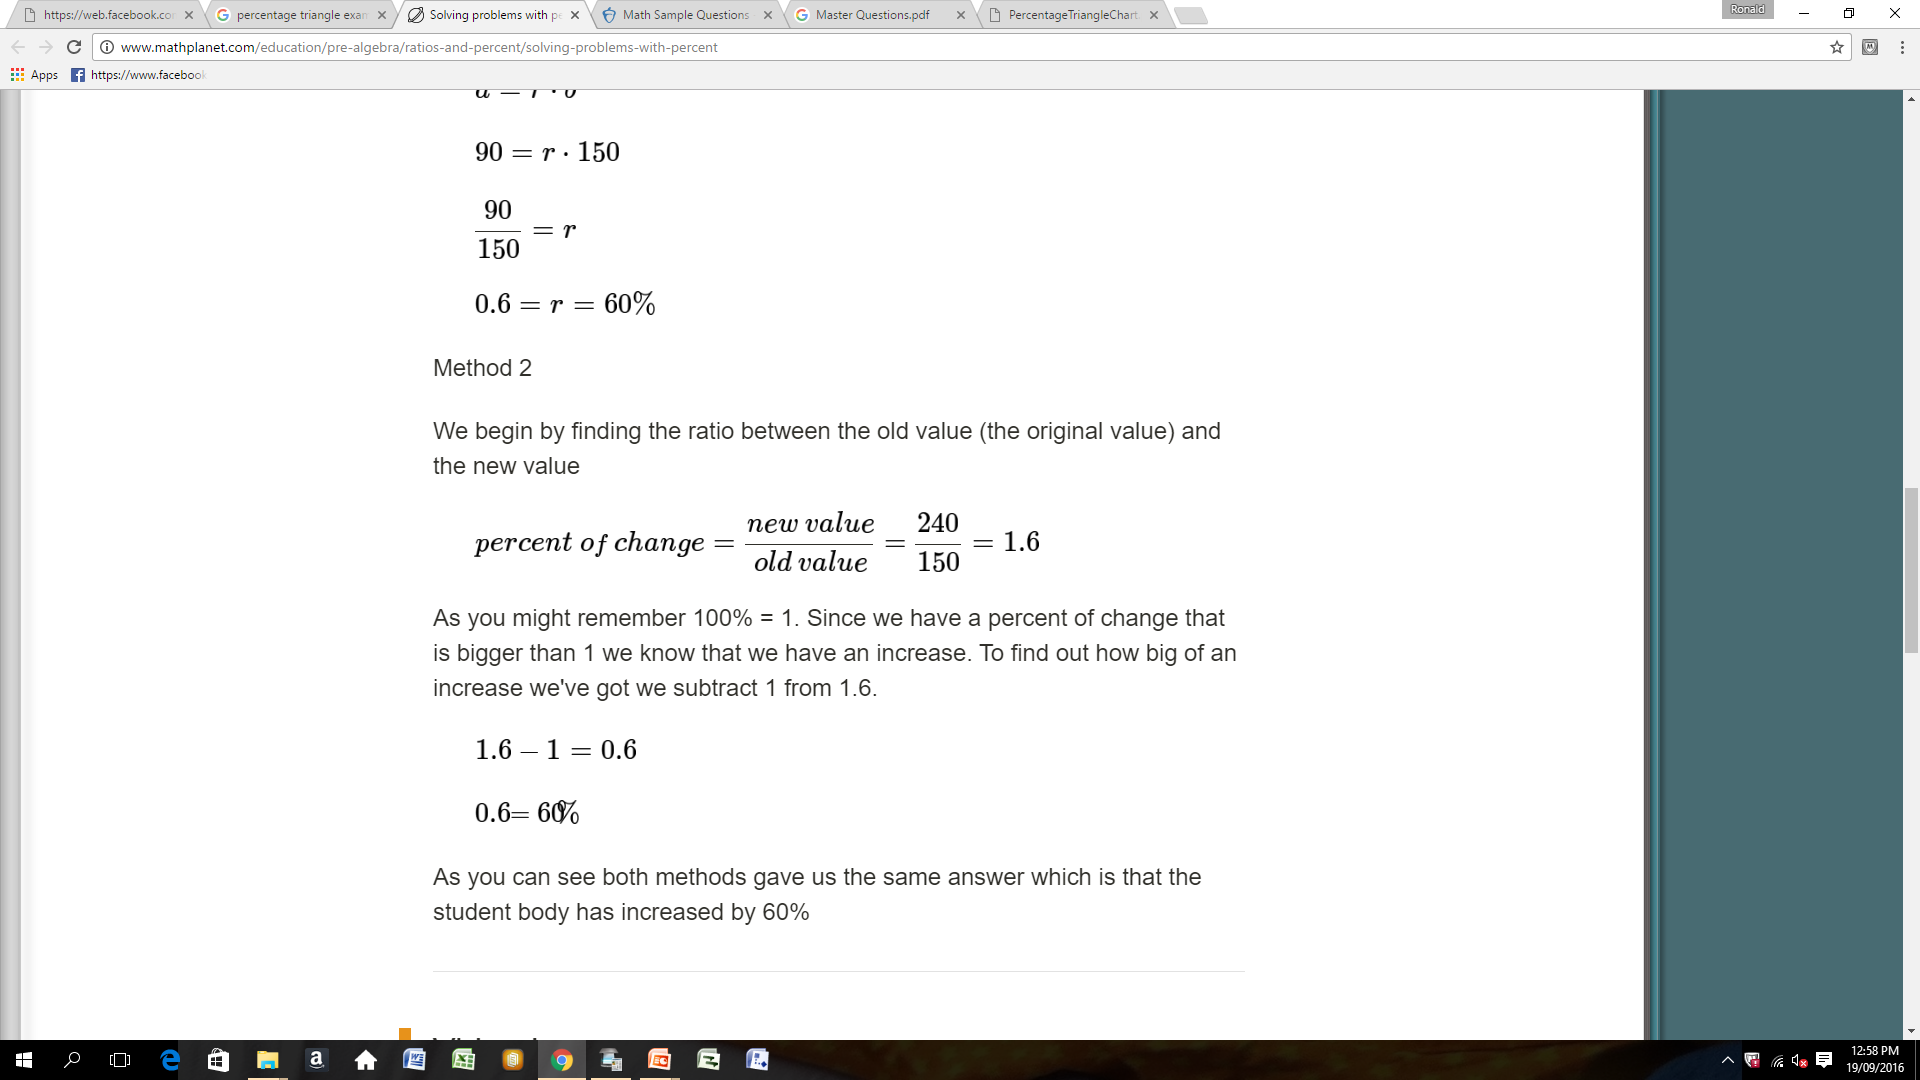 https://web.facebook.co
percentage triangle exam
Solving problems with pe
Math Sample Questions
Master Questions.pdf
PercentageTriangleChart.
Ronald
www.mathplanet.com/education/pre-algebra/ratios-and-percent/solving-problems-with-percent
Apps
https://www.facebook
90 = r · 150
90
150
= r
0.6 = r = 60%
Method 2
We begin by finding the ratio between the old value (the original value) and
the new value
percent of change = new value / old value = 240 / 150 = 1.6
As you might remember 100% = 1. Since we have a percent of change that
is bigger than 1 we know that we have an increase. To find out how big of an
increase we've got we subtract 1 from 1.6.
1.6 – 1 = 0.6
0.6= 60%
As you can see both methods gave us the same answer which is that the
student body has increased by 60%
12:58 PM
19/09/2016